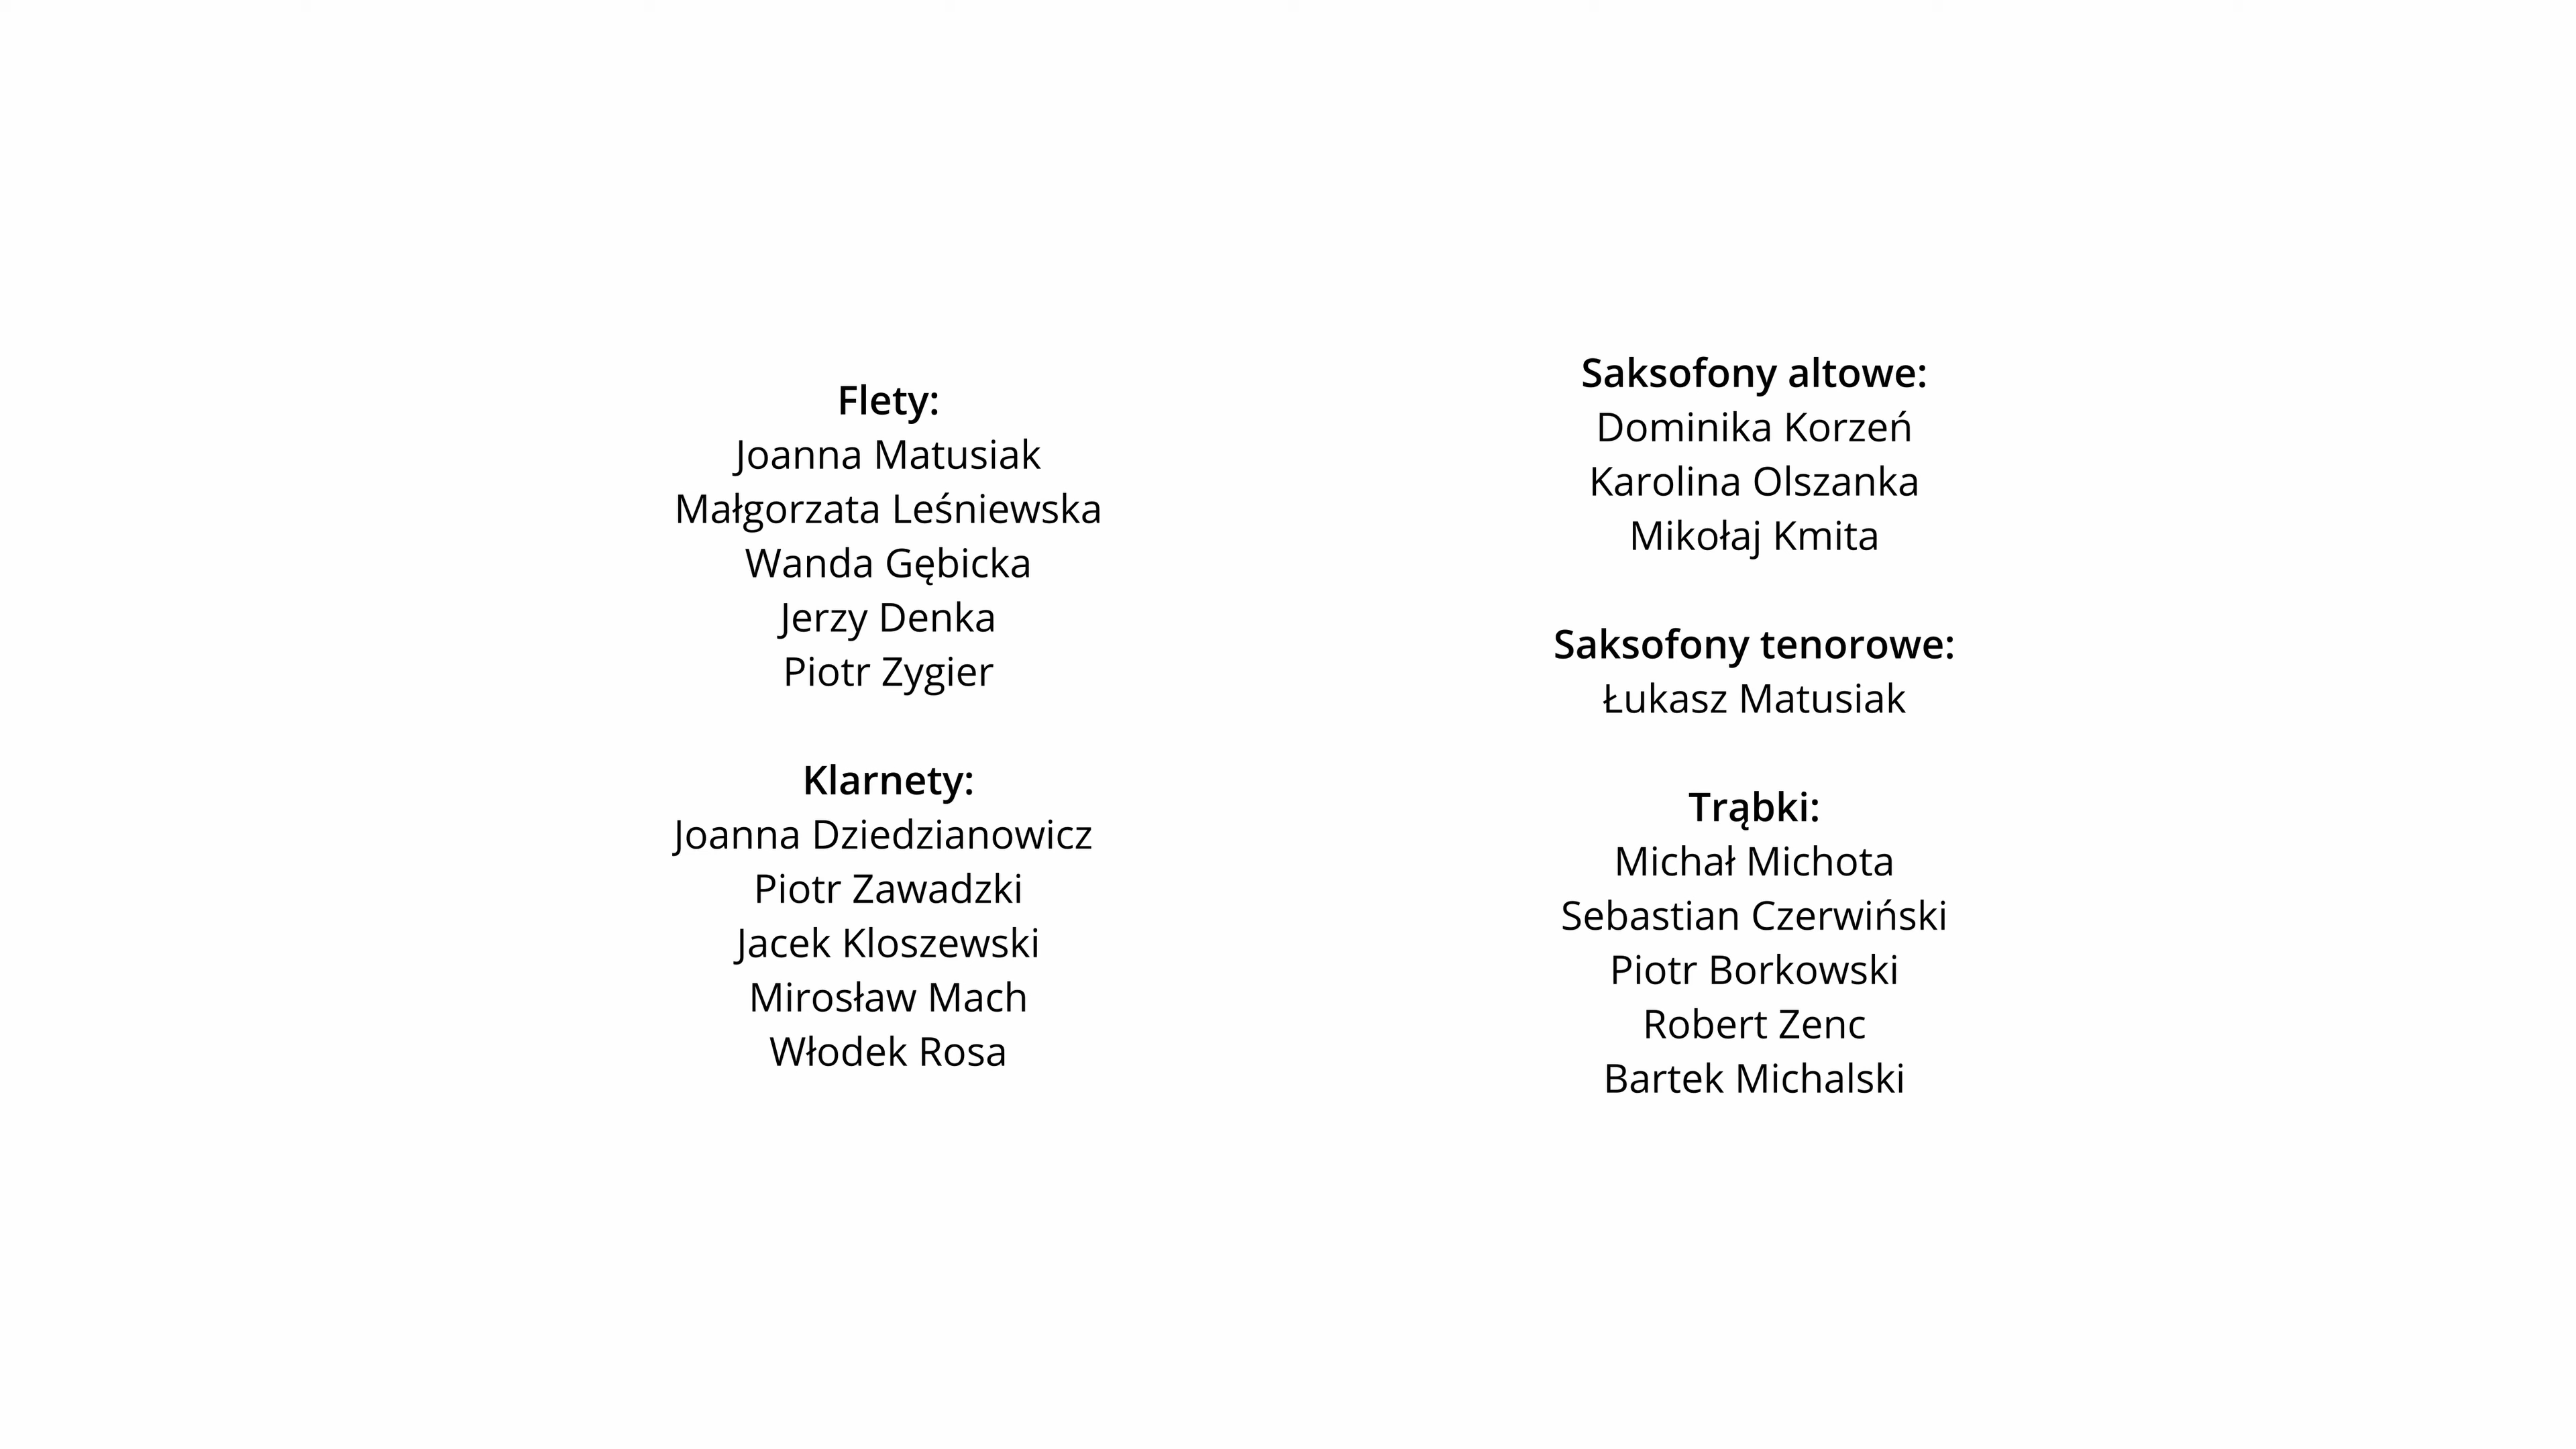 Flety:
Joanna Matusiak
Małgorzata Leśniewska
Wanda Gębicka
Jerzy Denka
Piotr Zygier
Klarnety:
Joanna Dziedzianowicz
Piotr Zawadzki
Jacek Kloszewski
Mirosław Mach
Włodek Rosa
Saksofony altowe:
Dominika Korzeń
Karolina Olszanka
Mikołaj Kmita
Saksofony tenorowe:
Łukasz Matusiak
Trąbki:
Michał Michota
Sebastian Czerwiński
Piotr Borkowski
Robert Zenc
Bartek Michalski